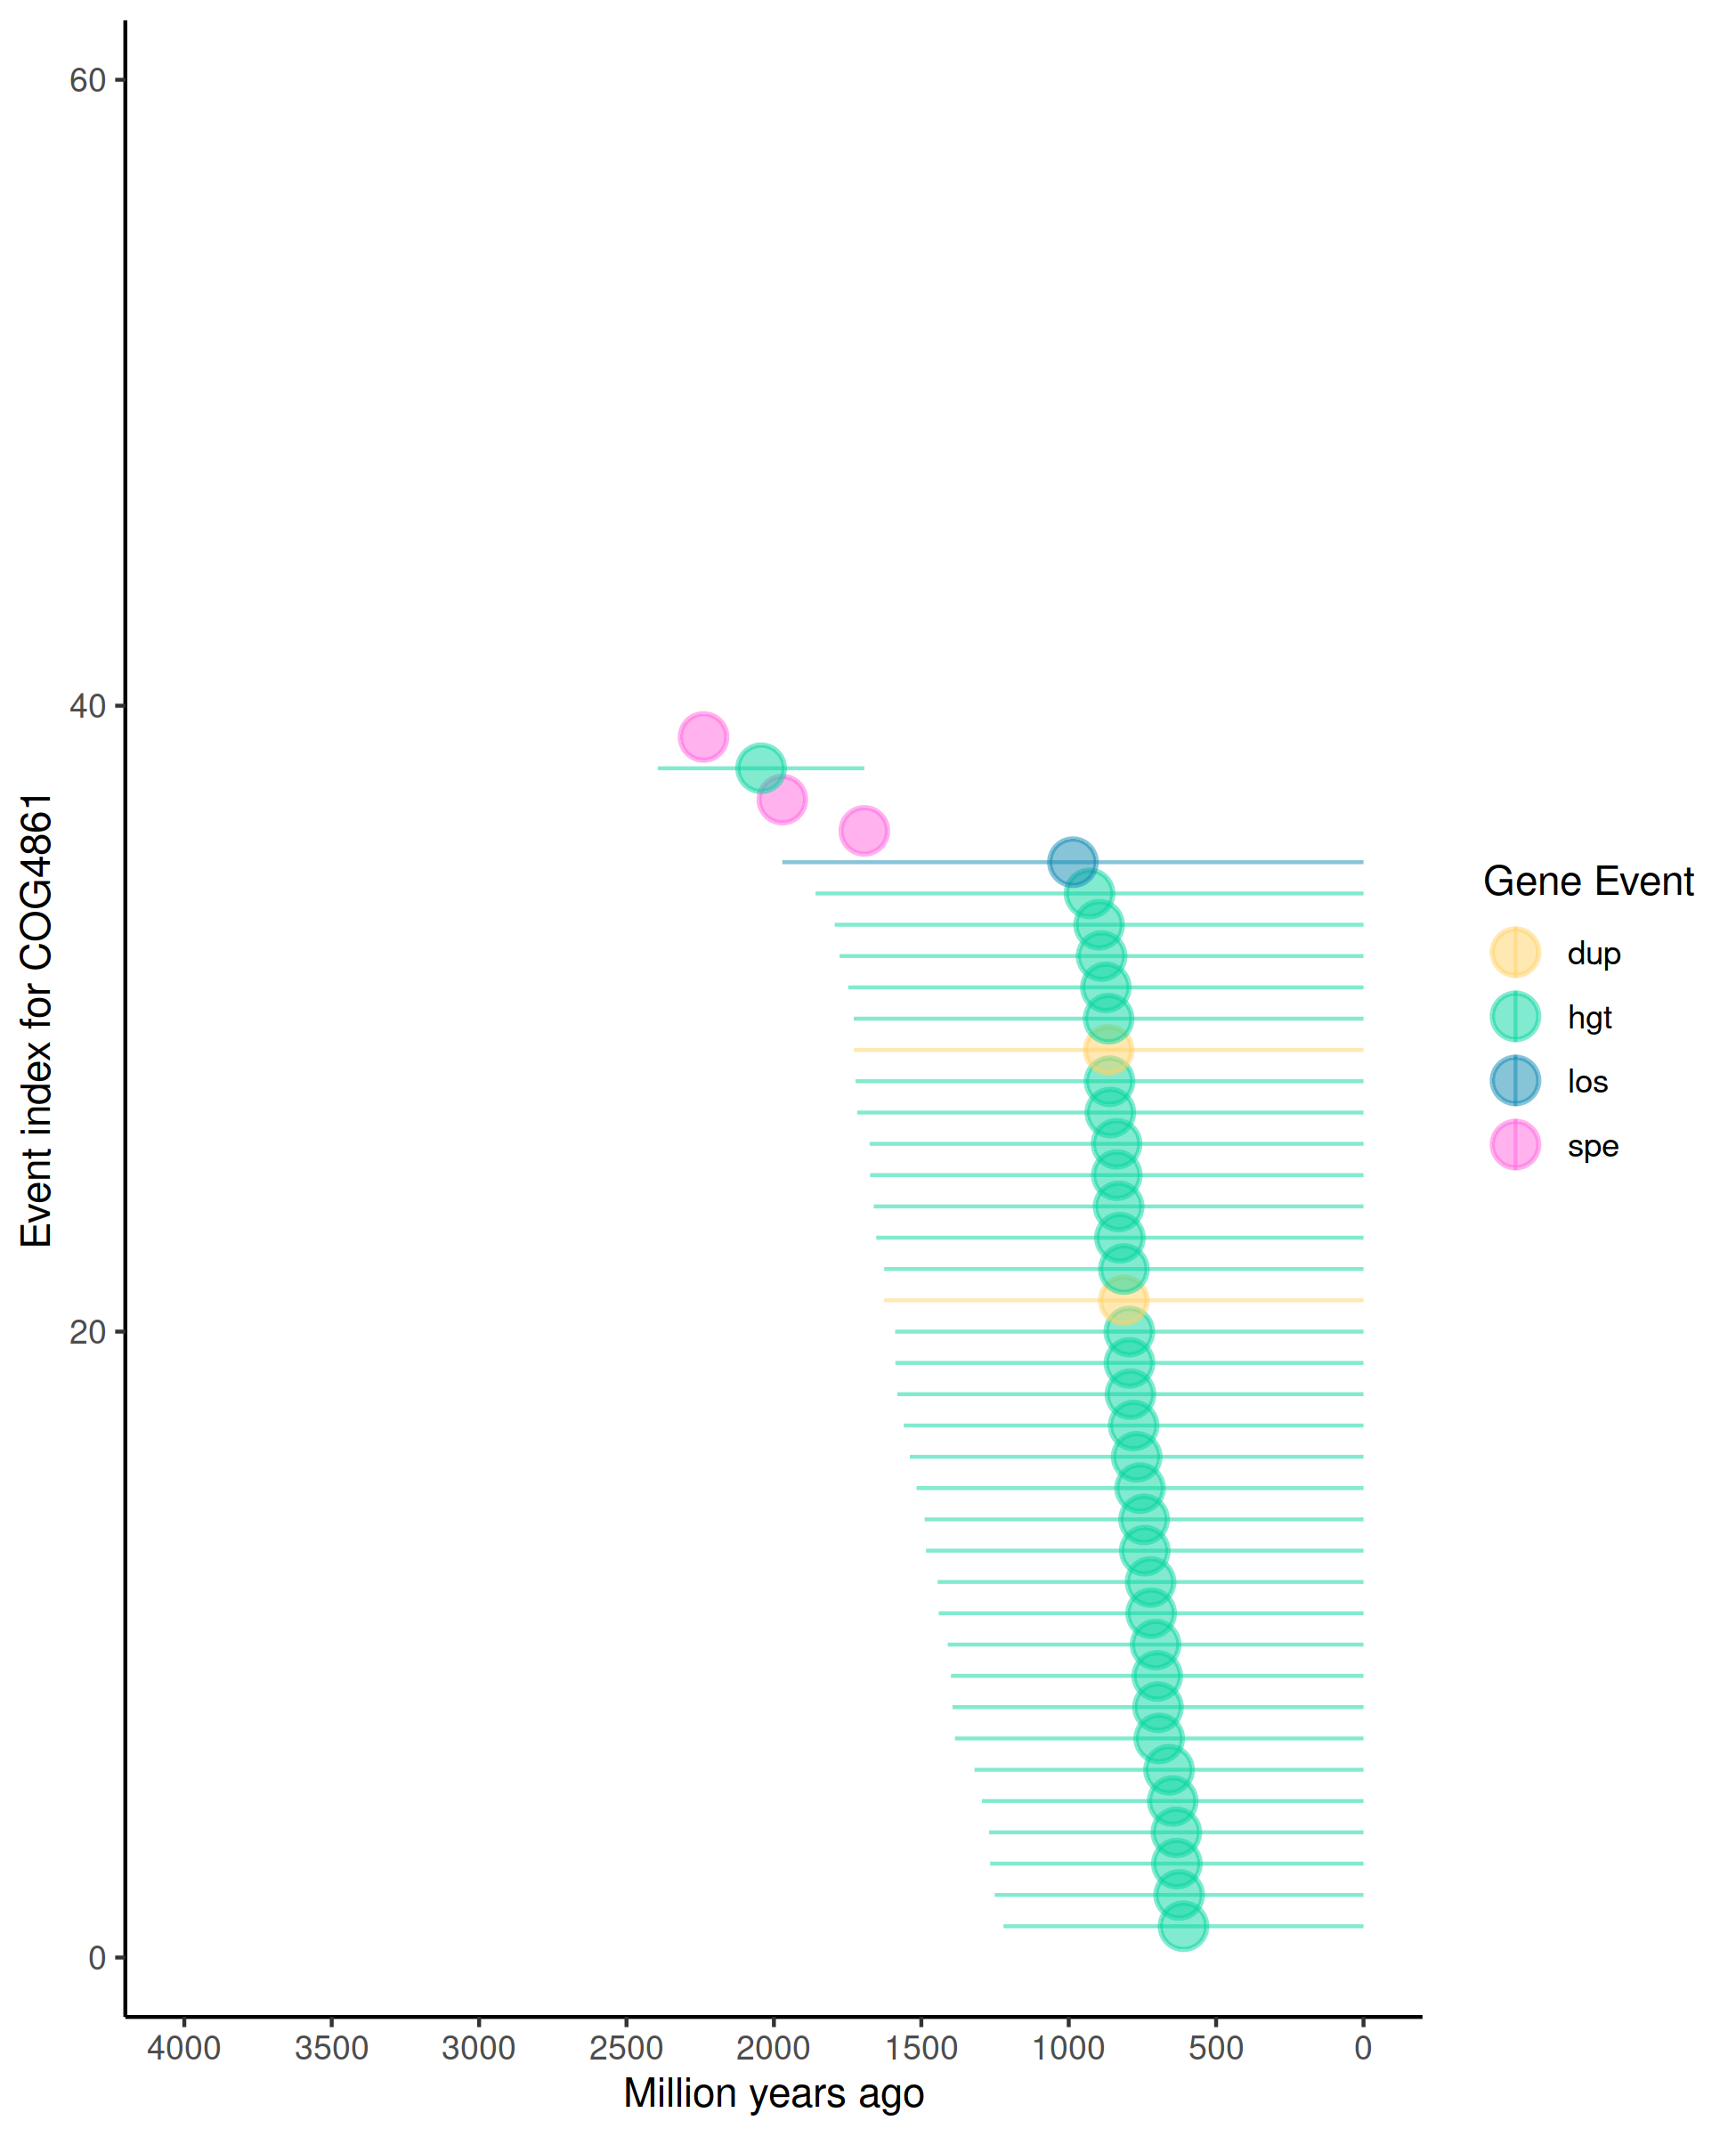 60
40
20
0
Event index for COG4861
4000 3500 3000 2500 2000 1500 1000 500 0
Million years ago
Gene Event
dup
hgt
los
spe